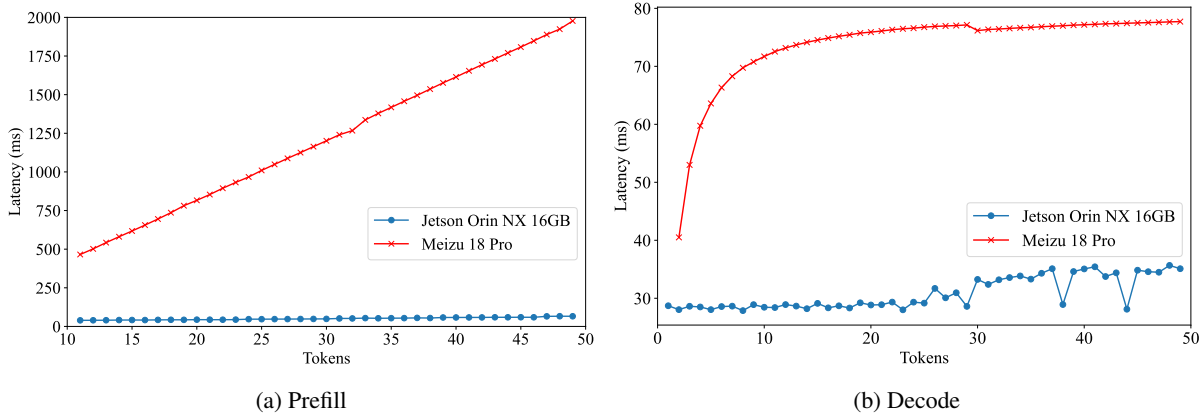 2000
1750
1500
1250
1000
750
500
250
0
Latency (ms)
Jetson Orin NX 16GB
Meizu 18 Pro
10 15 20 25 30 35 40 45 50
Tokens
(a) Prefill
80
70
60
50
40
30
Latency (ms)
Jetson Orin NX 16GB
Meizu 18 Pro
0 10 20 30 40 50
Tokens
(b) Decode